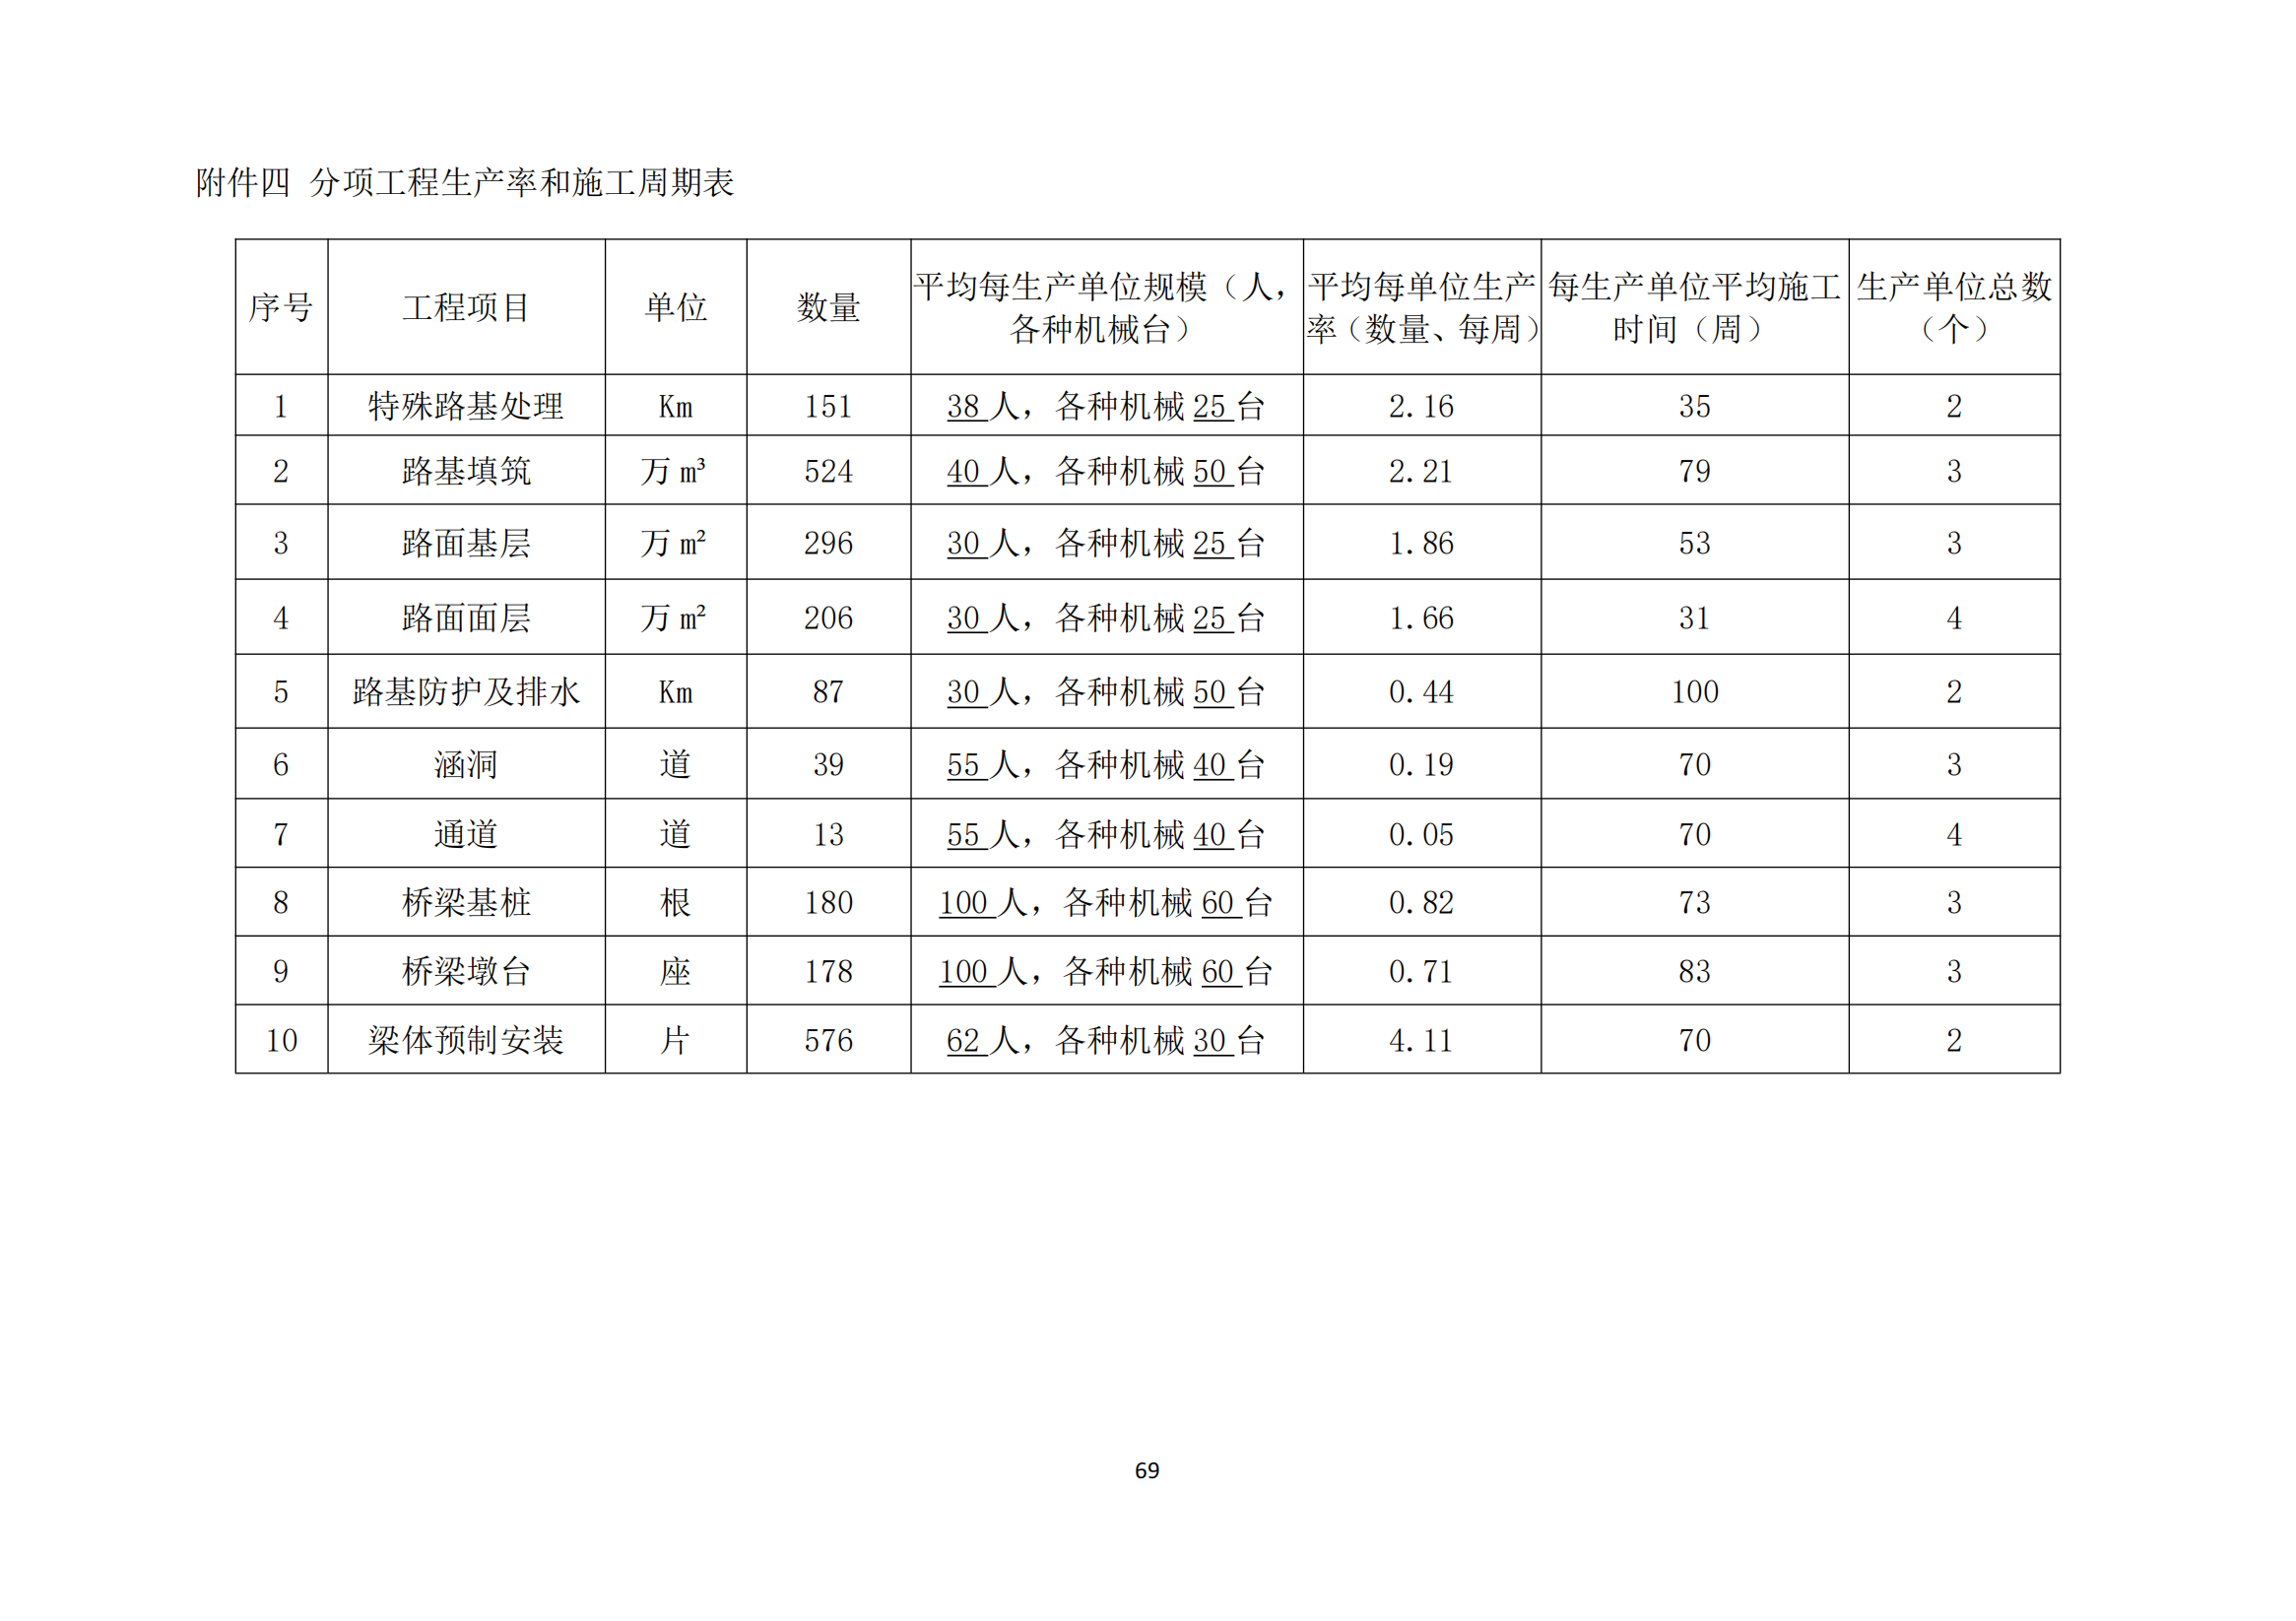 附件四 分项工程生产率和施工周期表
序号 工程项目 单位 数量 平均每生产单位规模（人，各种机械台） 平均每单位生产率（数量、每周） 每生产单位平均施工时间（周） 生产单位总数（个）
1 特殊路基处理 Km 151 38 人，各种机械 25 台 2.16 35 2
2 路基填筑 万 m³ 524 40 人，各种机械 50 台 2.21 79 3
3 路面基层 万 m² 296 30 人，各种机械 25 台 1.86 53 3
4 路面面层 万 m² 206 30 人，各种机械 25 台 1.66 31 4
5 路基防护及排水 Km 87 30 人，各种机械 50 台 0.44 100 2
6 涵洞 道 39 55 人，各种机械 40 台 0.19 70 3
7 通道 道 13 55 人，各种机械 40 台 0.05 70 4
8 桥梁基桩 根 180 100 人，各种机械 60 台 0.82 73 3
9 桥梁墩台 座 178 100 人，各种机械 60 台 0.71 83 3
10 梁体预制安装 片 576 62 人，各种机械 30 台 4.11 70 2
69